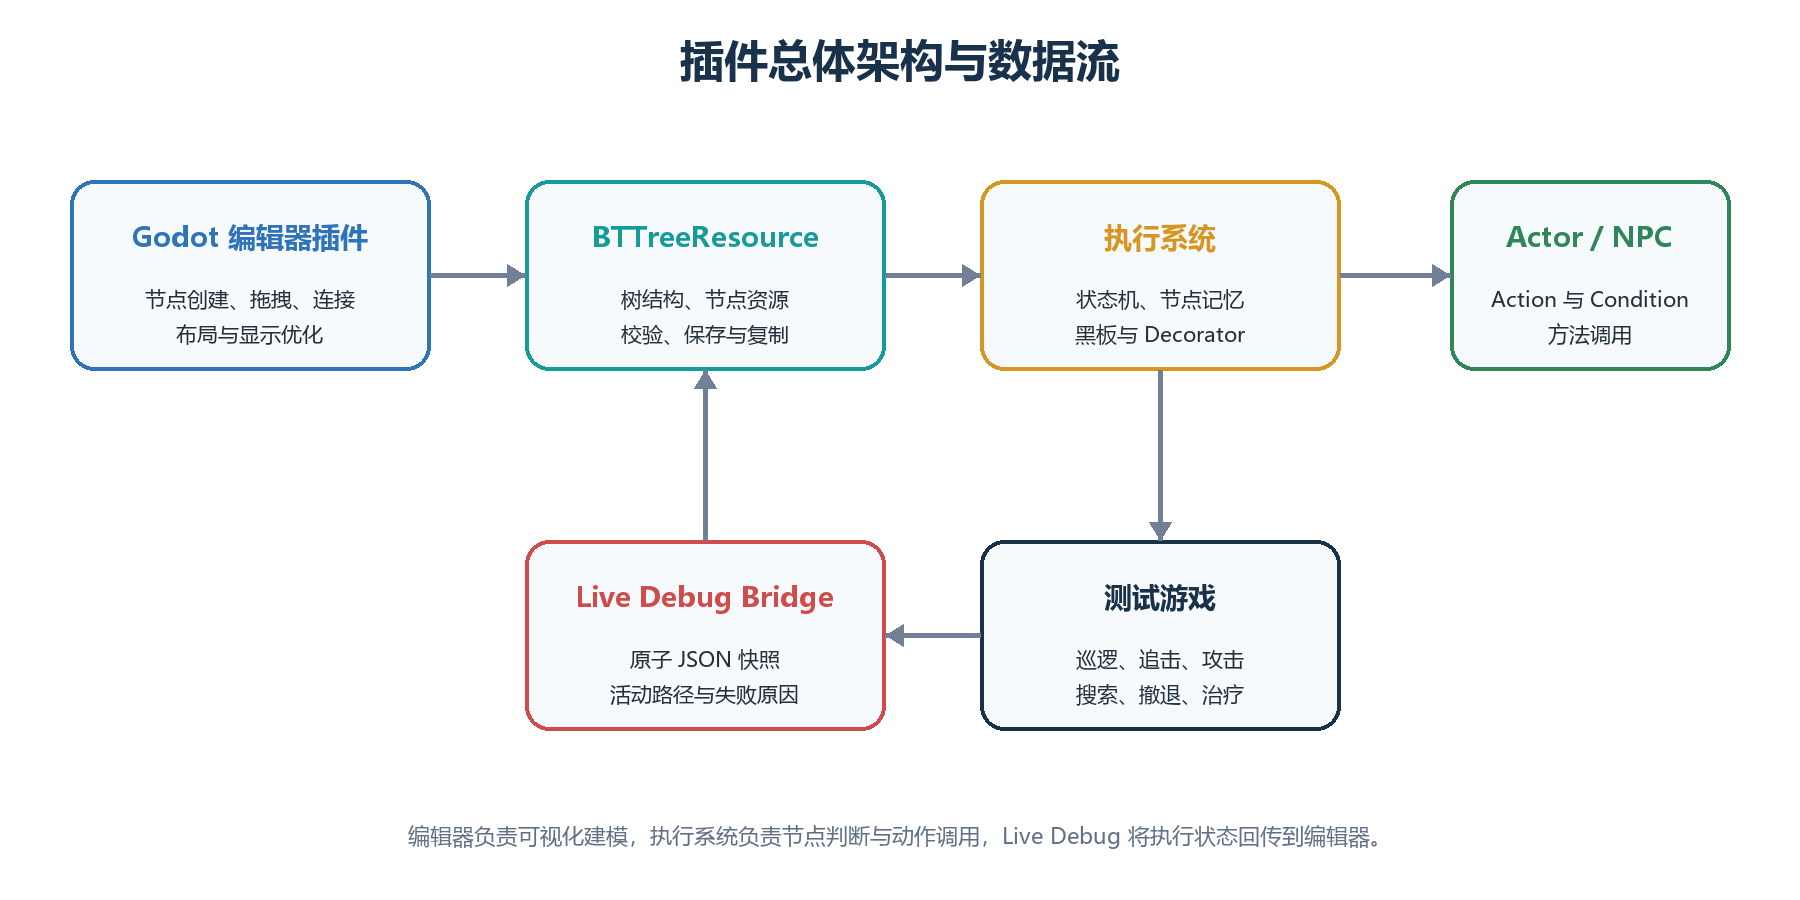 插件总体架构与数据流
Godot 编辑器插件
节点创建、拖拽、连接
布局与显示优化
BTTreeResource
树结构、节点资源
校验、保存与复制
执行系统
状态机、节点记忆
黑板与 Decorator
Actor / NPC
Action 与 Condition
方法调用
Live Debug Bridge
原子 JSON 快照
活动路径与失败原因
测试游戏
巡逻、追击、攻击
搜索、撤退、治疗
编辑器负责可视化建模，执行系统负责节点判断与动作调用，Live Debug 将执行状态回传到编辑器。